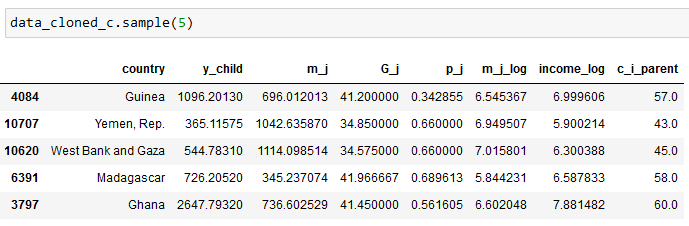 data_cloned_c.sample(5)
country y_child m_j G_j p_j m_j_log income_log c_i_parent
4084 Guinea 1096.20130 696.012013 41.200000 0.342855 6.545367 6.999606 57.0
10707 Yemen, Rep. 365.11575 1042.635870 34.850000 0.660000 6.949507 5.900214 43.0
10620 West Bank and Gaza 544.78310 1114.098514 34.575000 0.660000 7.015801 6.300388 45.0
6391 Madagascar 726.20520 345.237074 41.966667 0.689613 5.844231 6.587833 58.0
3797 Ghana 2647.79320 736.602529 41.450000 0.561605 6.602048 7.881482 60.0